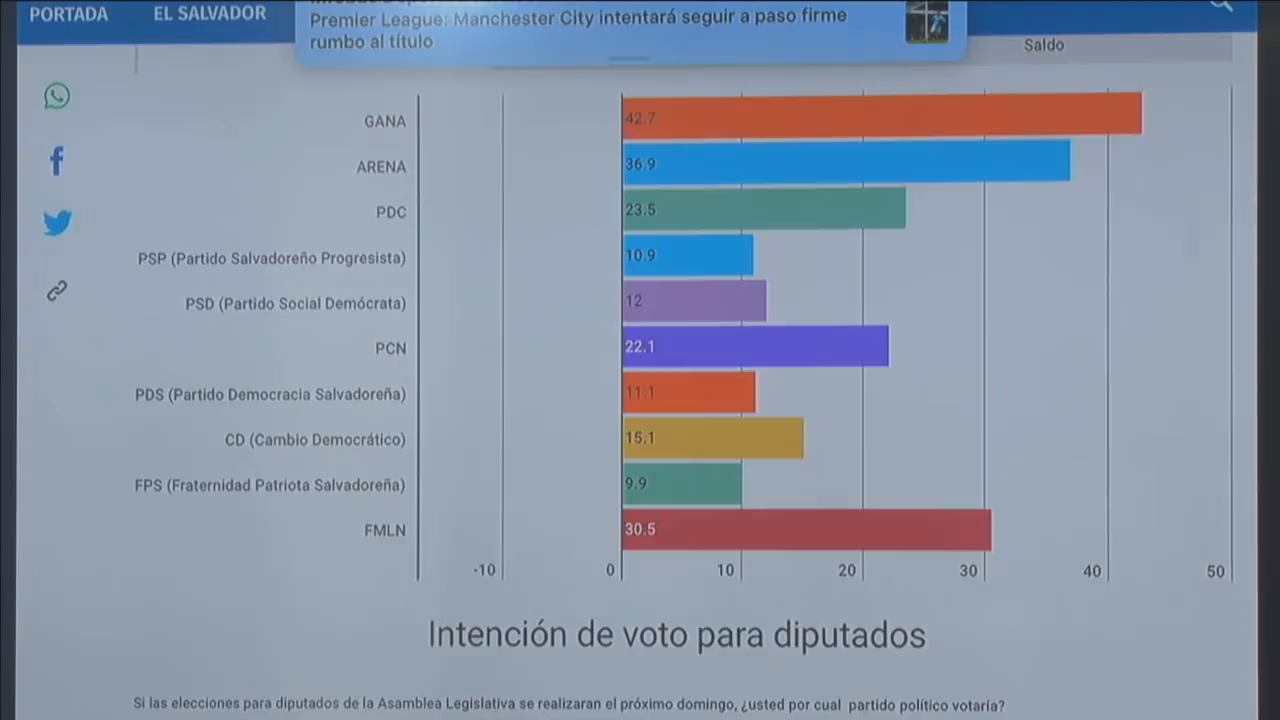 PORTADA
EL SALVADOR
Premier League: Manchester City intentará seguir a paso firme
rumbo al título
Saldo
GANA
42.7
ARENA
36.9
PDC
23.5
PSP (Partido Salvadoreño Progresista)
10.9
PSD (Partido Social Demócrata)
12
PCN
22.1
PDS (Partido Democracia Salvadoreña)
11.1
CD (Cambio Democrático)
15.1
FPS (Fraternidad Patriota Salvadoreña)
9.9
FMLN
30.5
-10
0
10
20
30
40
50
Intención de voto para diputados
Si las elecciones para diputados de la Asamblea Legislativa se realizaran el próximo domingo, ¿usted por cual partido político votaría?